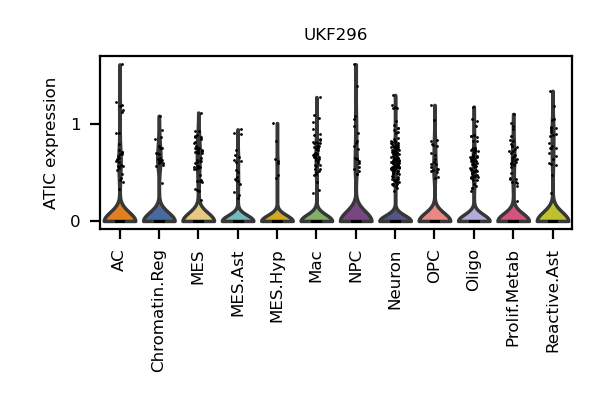 UKF296
ATIC expression
1
0
AC
Chromatin.Reg
MES
MES.Ast
MES.Hyp
Mac
NPC
Neuron
OPC
Oligo
Prolif.Metab
Reactive.Ast